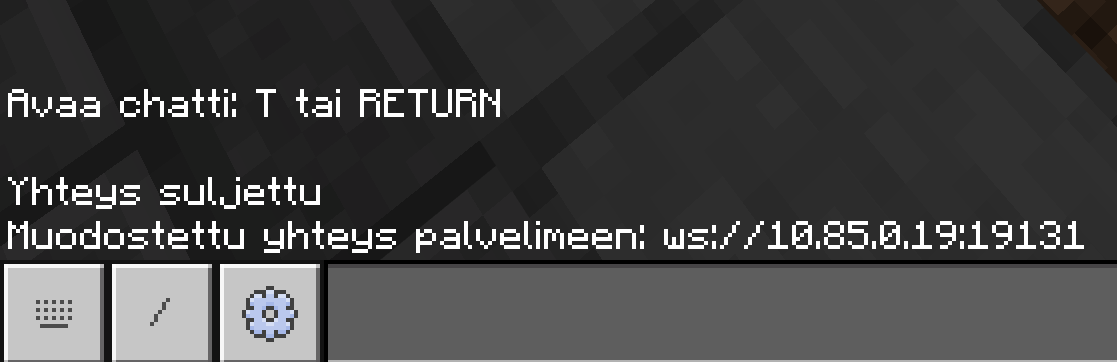 Avaa chatti: T tai RETURN
Yhteys suljettu
Muodostettu yhteys palvelimeen: ws://10.85.0.19:19131
/